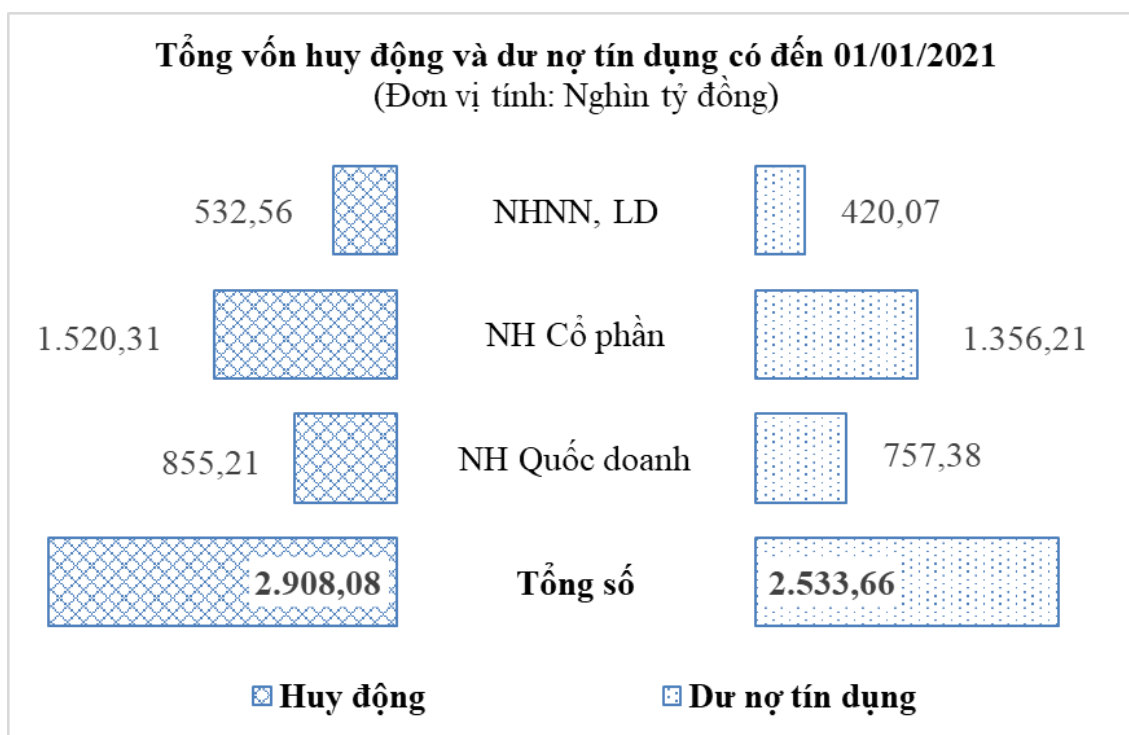 Tổng vốn huy động và dư nợ tín dụng có đến 01/01/2021
(Đơn vị tính: Nghìn tỷ đồng)
532,56 NHNN, LD 420,07
1.520,31 NH Cổ phần 1.356,21
855,21 NH Quốc doanh 757,38
2.908,08 Tổng số 2.533,66
Huy động Dư nợ tín dụng